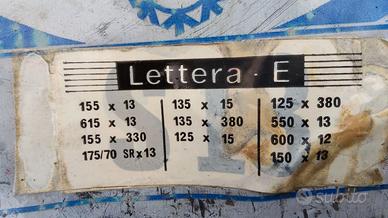 Lettera - E
155 x 13
615 x 13
155 x 330
175/70 SR x 13
135 x 15
135 x 380
125 x 15
125 x 380
550 x 13
600 x 12
150 x 13
subito